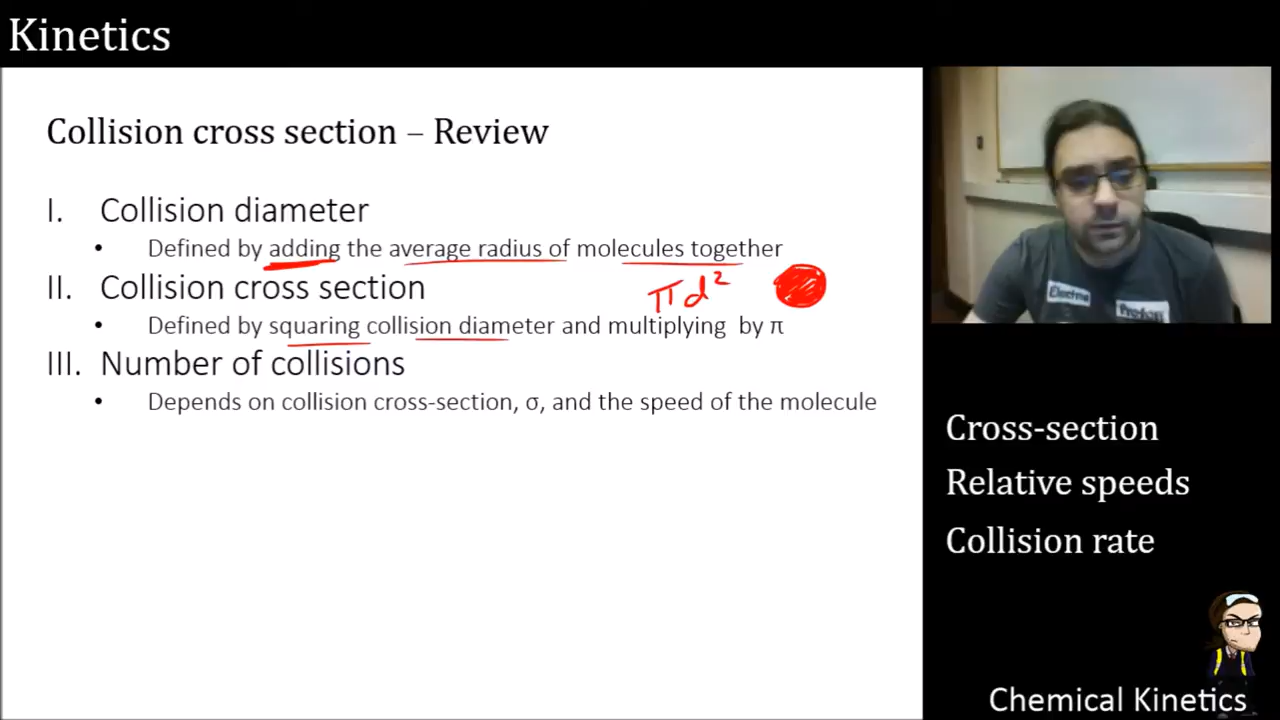 Kinetics
Collision cross section – Review
I. Collision diameter
• Defined by adding the average radius of molecules together
II. Collision cross section
πd²
• Defined by squaring collision diameter and multiplying by π
III. Number of collisions
• Depends on collision cross-section, σ, and the speed of the molecule
Cross-section
Relative speeds
Collision rate
Chemical Kinetics